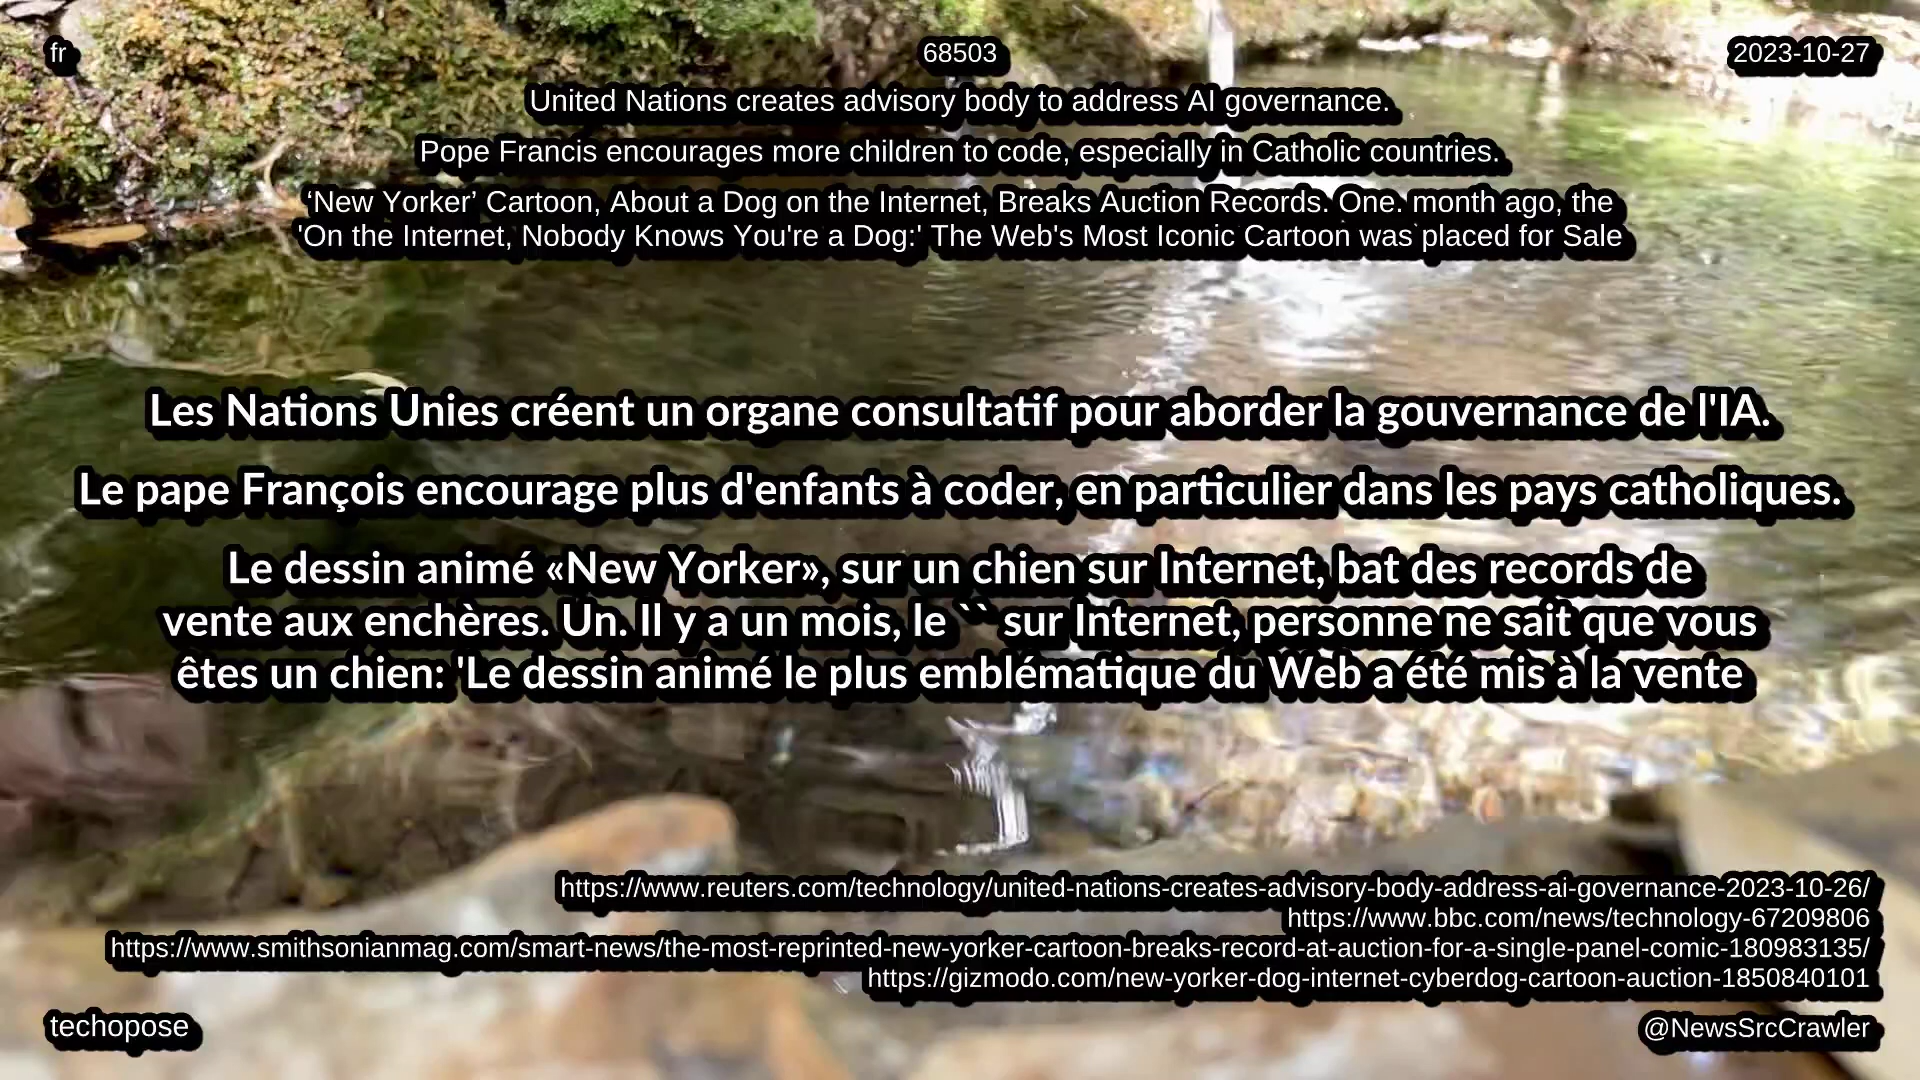 fr
68503
2023-10-27
United Nations creates advisory body to address AI governance.
Pope Francis encourages more children to code, especially in Catholic countries.
‘New Yorker’ Cartoon, About a Dog on the Internet, Breaks Auction Records. One. month ago, the
'On the Internet, Nobody Knows You're a Dog:' The Web's Most Iconic Cartoon was placed for Sale
Les Nations Unies créent un organe consultatif pour aborder la gouvernance de l'IA.
Le pape François encourage plus d'enfants à coder, en particulier dans les pays catholiques.
Le dessin animé «New Yorker», sur un chien sur Internet, bat des records de
vente aux enchères. Un. Il y a un mois, le `` sur Internet, personne ne sait que vous
êtes un chien: 'Le dessin animé le plus emblématique du Web a été mis à la vente
https://www.reuters.com/technology/united-nations-creates-advisory-body-address-ai-governance-2023-10-26/
https://www.bbc.com/news/technology-67209806
https://www.smithsonianmag.com/smart-news/the-most-reprinted-new-yorker-cartoon-breaks-record-at-auction-for-a-single-panel-comic-180983135/
https://gizmodo.com/new-yorker-dog-internet-cyberdog-cartoon-auction-1850840101
techopose
@NewsSrcCrawler